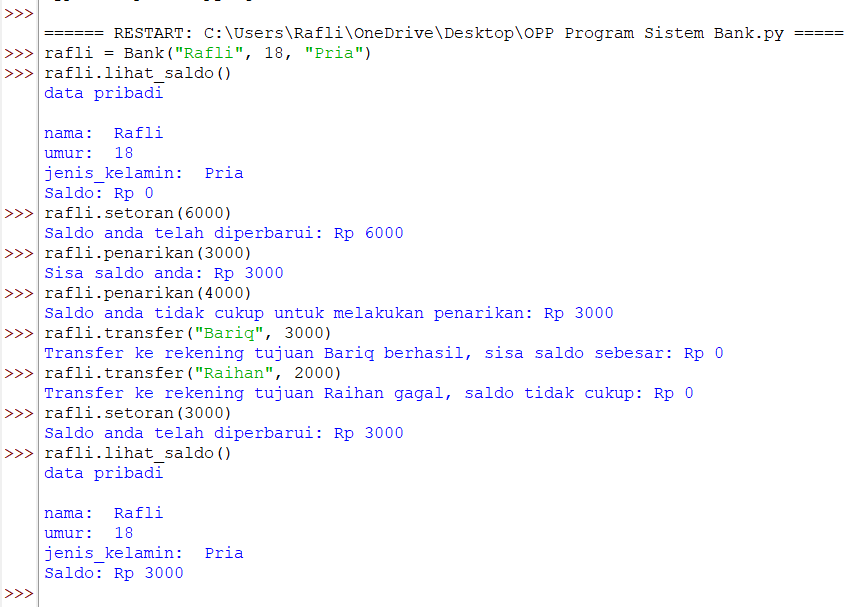 >>>
====== RESTART: C:\Users\Rafli\OneDrive\Desktop\OPP Program Sistem Bank.py =====
>>> rafli = Bank("Rafli", 18, "Pria")
>>> rafli.lihat_saldo()
data pribadi
nama:  Rafli
umur:  18
jenis_kelamin:  Pria
Saldo: Rp 0
>>> rafli.setoran(6000)
Saldo anda telah diperbarui: Rp 6000
>>> rafli.penarikan(3000)
Sisa saldo anda: Rp 3000
>>> rafli.penarikan(4000)
Saldo anda tidak cukup untuk melakukan penarikan: Rp 3000
>>> rafli.transfer("Bariq", 3000)
Transfer ke rekening tujuan Bariq berhasil, sisa saldo sebesar: Rp 0
>>> rafli.transfer("Raihan", 2000)
Transfer ke rekening tujuan Raihan gagal, saldo tidak cukup: Rp 0
>>> rafli.setoran(3000)
Saldo anda telah diperbarui: Rp 3000
>>> rafli.lihat_saldo()
data pribadi
nama:  Rafli
umur:  18
jenis_kelamin:  Pria
Saldo: Rp 3000
>>>